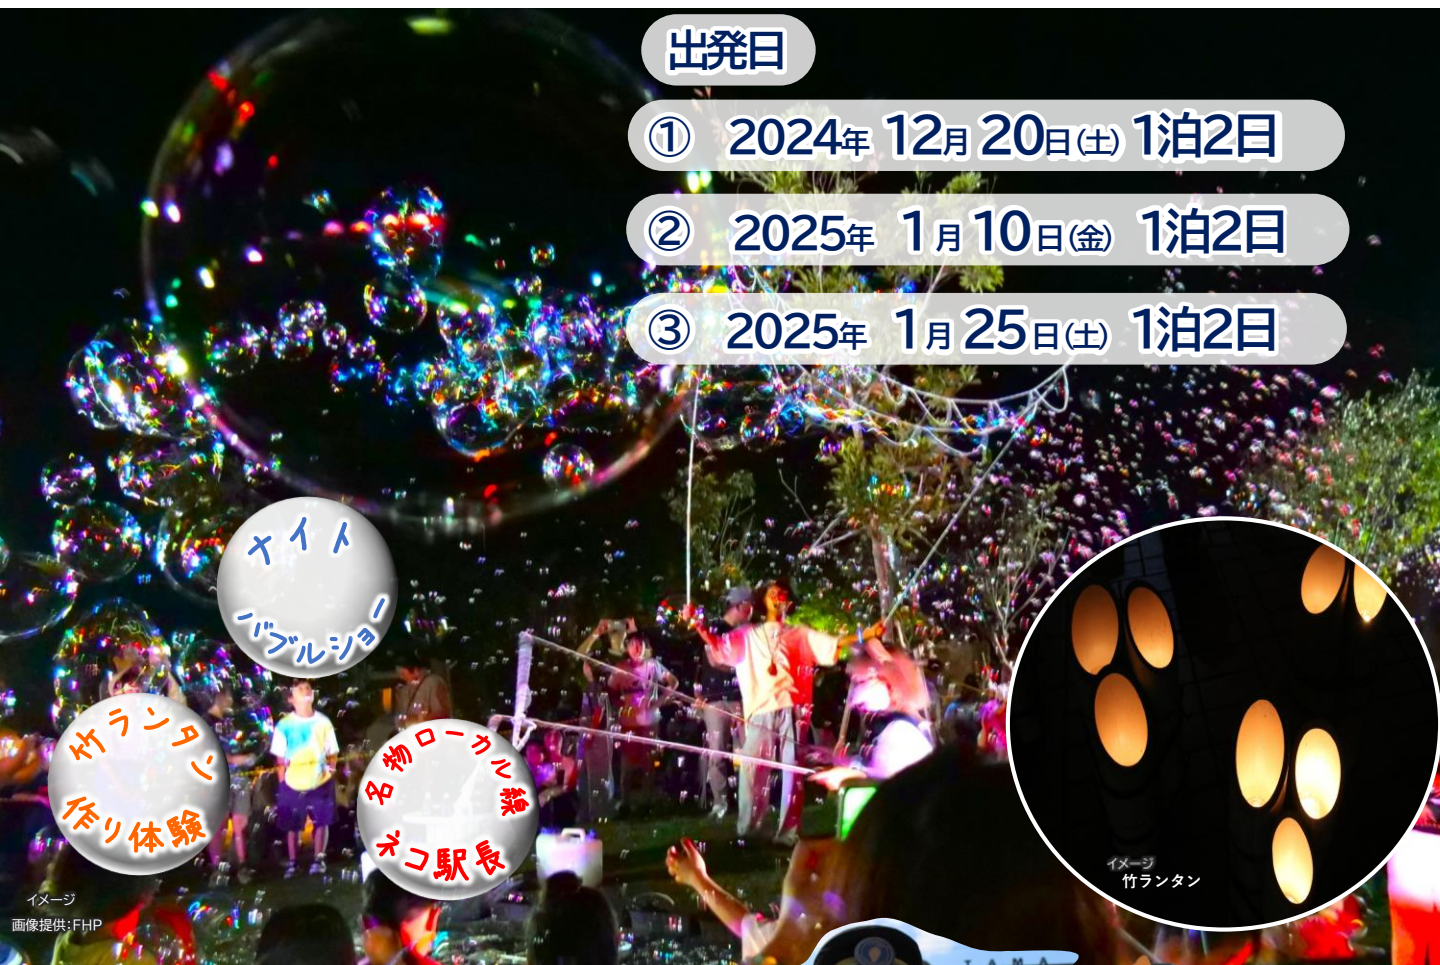 出発日
① 2024年 12月 20日(土) 1泊2日
② 2025年 1月 10日(金) 1泊2日
③ 2025年 1月 25日(土) 1泊2日
ナイト
バブルショー
竹ランタン
作り体験
名物ローカル線
ネコ駅長
イメージ
竹ランタン
イメージ
画像提供:FHP
TAMA